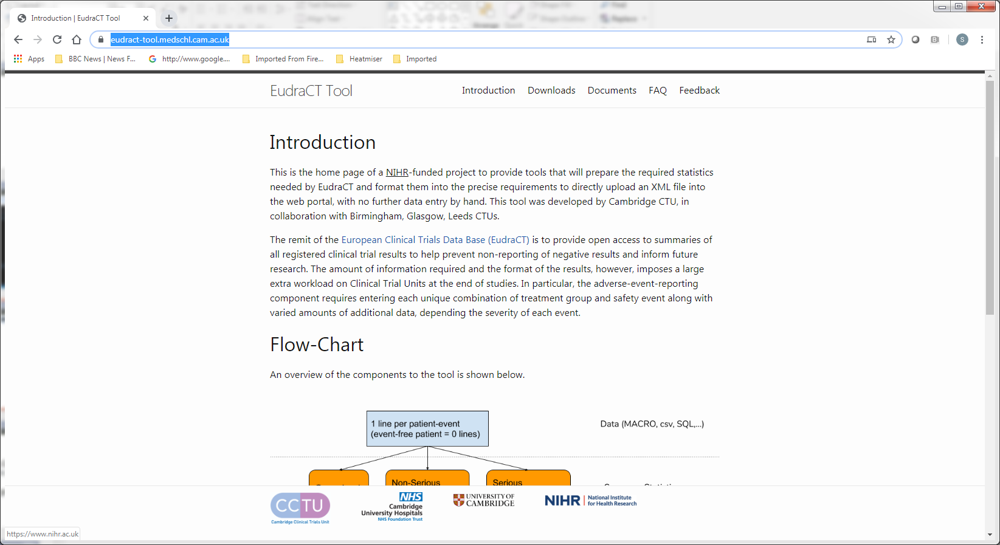 Introduction | EudraCT Tool
eudract-tool.medschl.cam.ac.uk
S
Apps BBC News | News F... http://www.google.... Imported From Fire... Heatmiser Imported
EudraCT Tool Introduction Downloads Documents FAQ Feedback
Introduction
This is the home page of a NIHR-funded project to provide tools that will prepare the required statistics
needed by EudraCT and format them into the precise requirements to directly upload an XML file into
the web portal, with no further data entry by hand. This tool was developed by Cambridge CTU, in
collaboration with Birmingham, Glasgow, Leeds CTUs.
The remit of the European Clinical Trials Data Base (EudraCT) is to provide open access to summaries of
all registered clinical trial results to help prevent non-reporting of negative results and inform future
research. The amount of information required and the format of the results, however, imposes a large
extra workload on Clinical Trial Units at the end of studies. In particular, the adverse-event-reporting
component requires entering each unique combination of treatment group and safety event along with
varied amounts of additional data, depending the severity of each event.
Flow-Chart
An overview of the components to the tool is shown below.
1 line per patient-event
(event-free patient = 0 lines)
Data (MACRO, csv, SQL,...)
Non-Serious
Serious
CCTU
Cambridge Clinical Trials Unit
NHS
Cambridge
University Hospitals
NHS Foundation Trust
UNIVERSITY OF
CAMBRIDGE
NIHR | National Institute
for Health Research
https://www.nihr.ac.uk